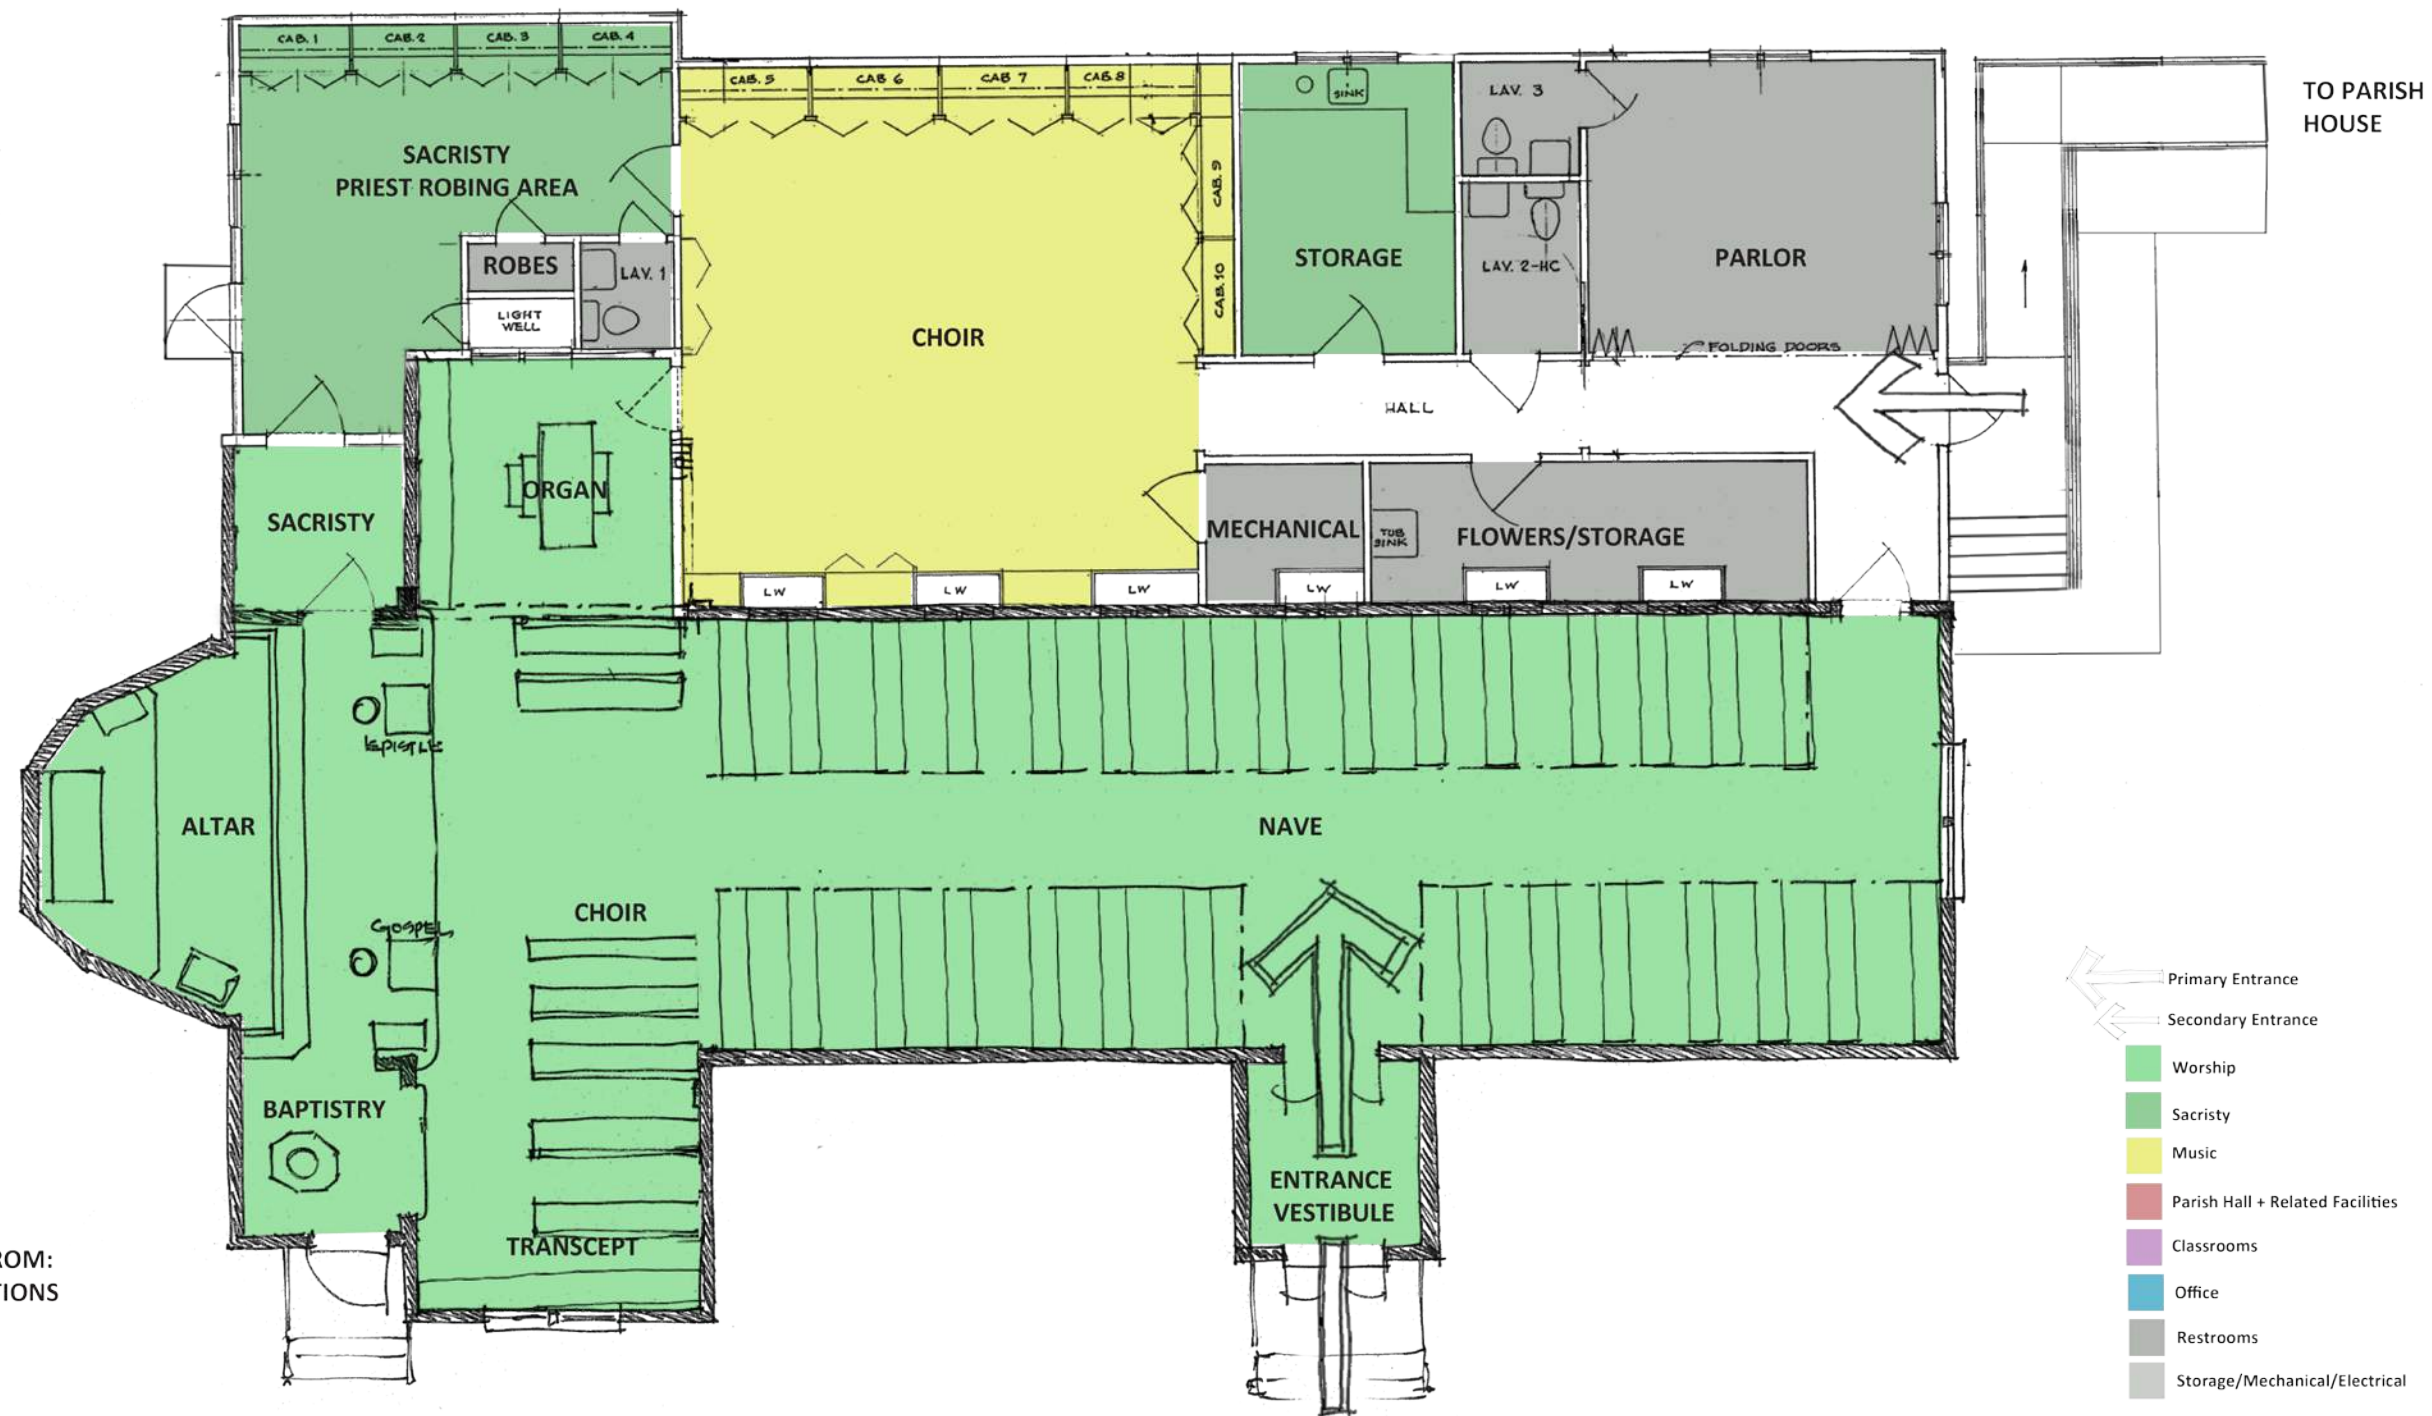 CAB. 1
CAB. 2
CAB. 3
CAB. 4
CAB. 5
CAB 6
CAB 7
CAB. 8
SINK
LAV. 3
TO PARISH
HOUSE
SACRISTY
PRIEST ROBING AREA
CAB. 9
ROBES
LAV. 1
STORAGE
LAV. 2-HC
PARLOR
CAB. 10
LIGHT
WELL
CHOIR
FOLDING DOORS
HALL
ORGAN
SACRISTY
MECHANICAL
TUB
SINK
FLOWERS/STORAGE
LW
LW
LW
LW
LW
LW
EPISTLE
ALTAR
NAVE
CHOIR
GOSPEL
Primary Entrance
Secondary Entrance
Worship
BAPTISTRY
Sacristy
Music
ENTRANCE
VESTIBULE
Parish Hall + Related Facilities
TRANSCEPT
Classrooms
ROM:
TIONS
Office
Restrooms
Storage/Mechanical/Electrical